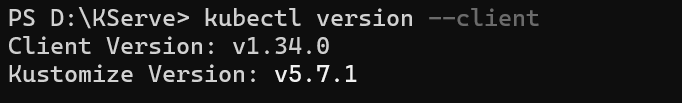 PS D:\KServe> kubectl version --client
Client Version: v1.34.0
Kustomize Version: v5.7.1